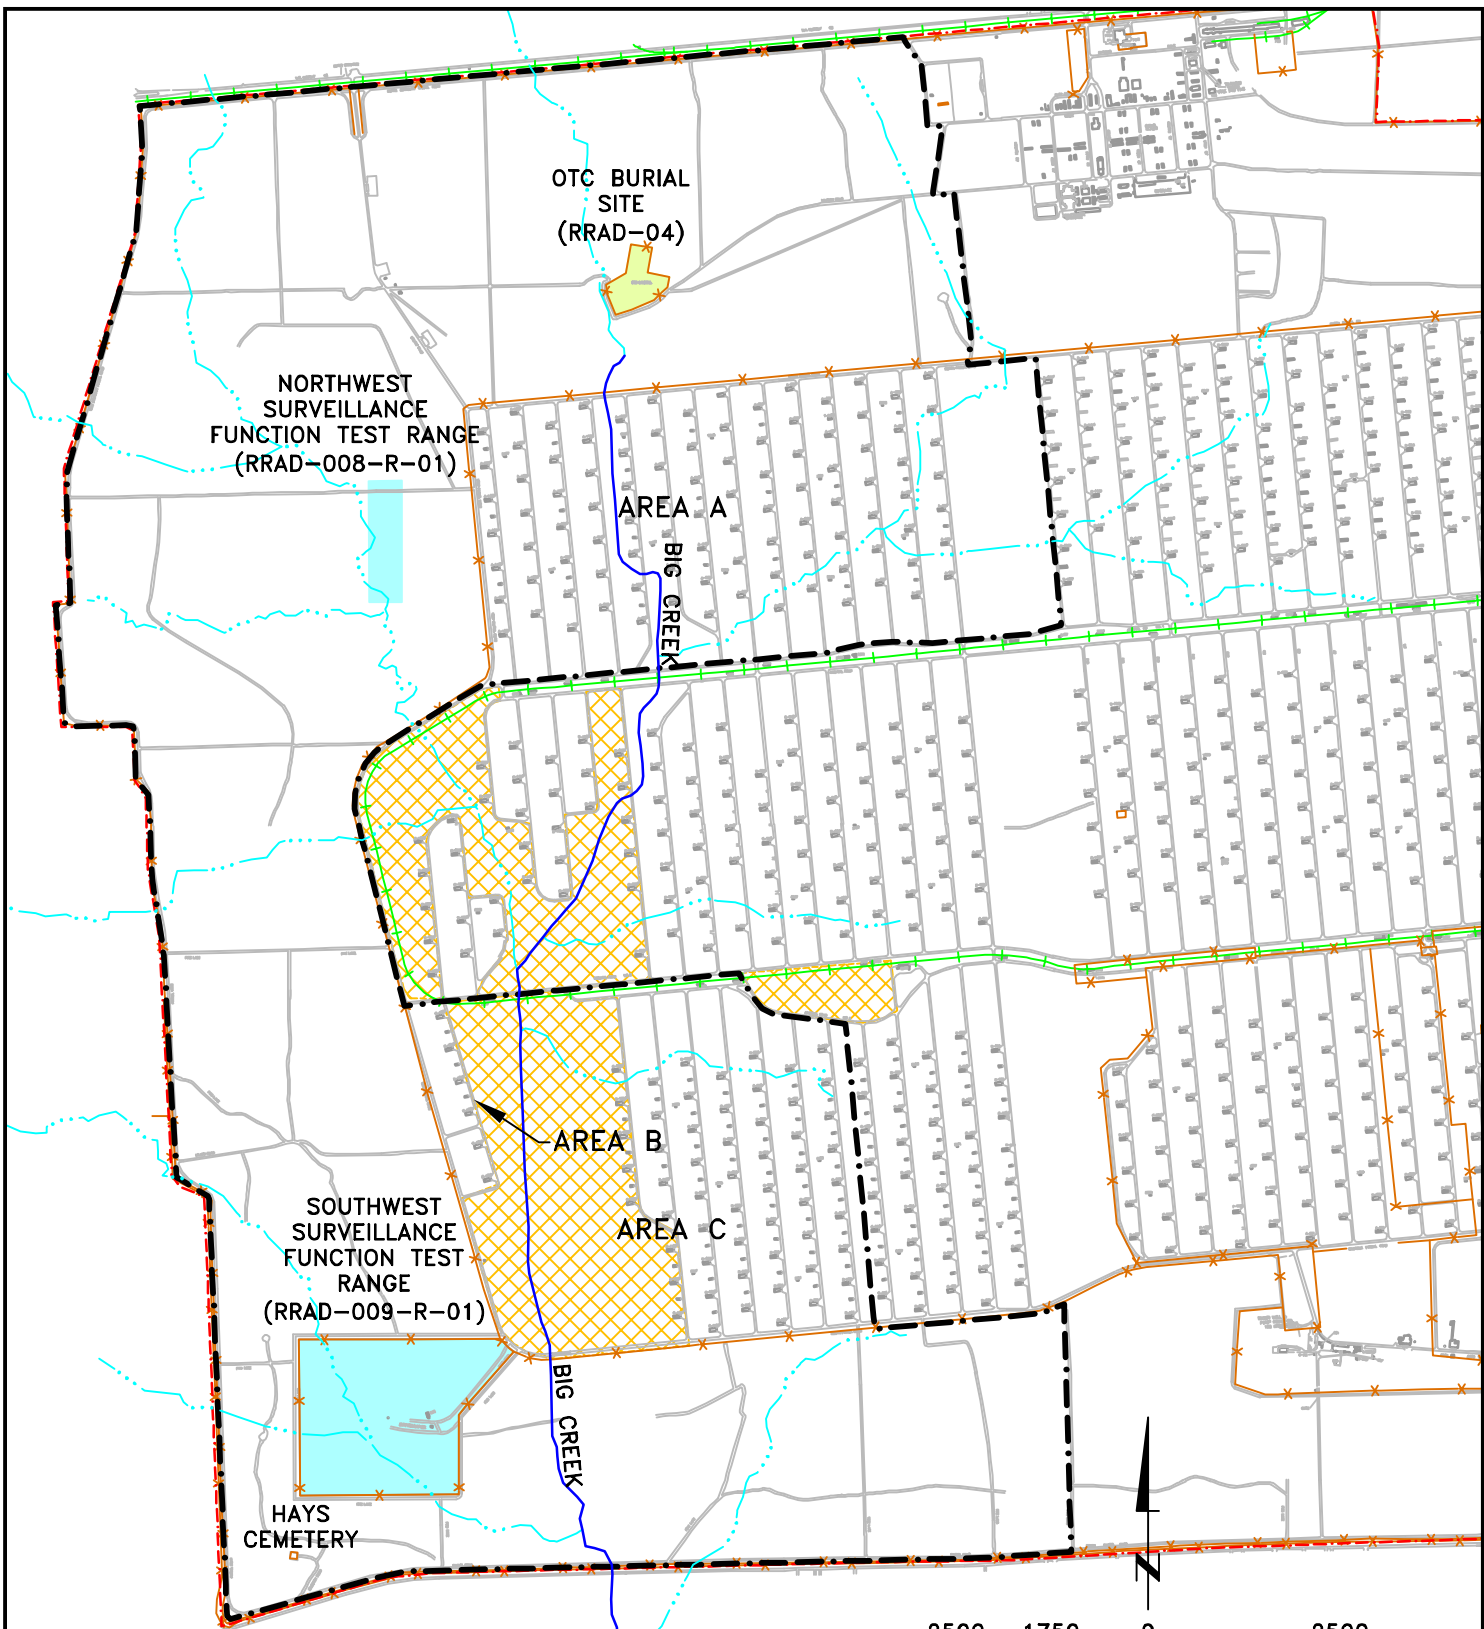 OTC BURIAL
SITE
(RRAD-04)
NORTHWEST
SURVEILLANCE
FUNCTION TEST RANGE
(RRAD-008-R-01)
AREA A
BIG CREEK
AREA B
AREA C
SOUTHWEST
SURVEILLANCE
FUNCTION TEST
RANGE
(RRAD-009-R-01)
BIG CREEK
HAYS
CEMETERY
N